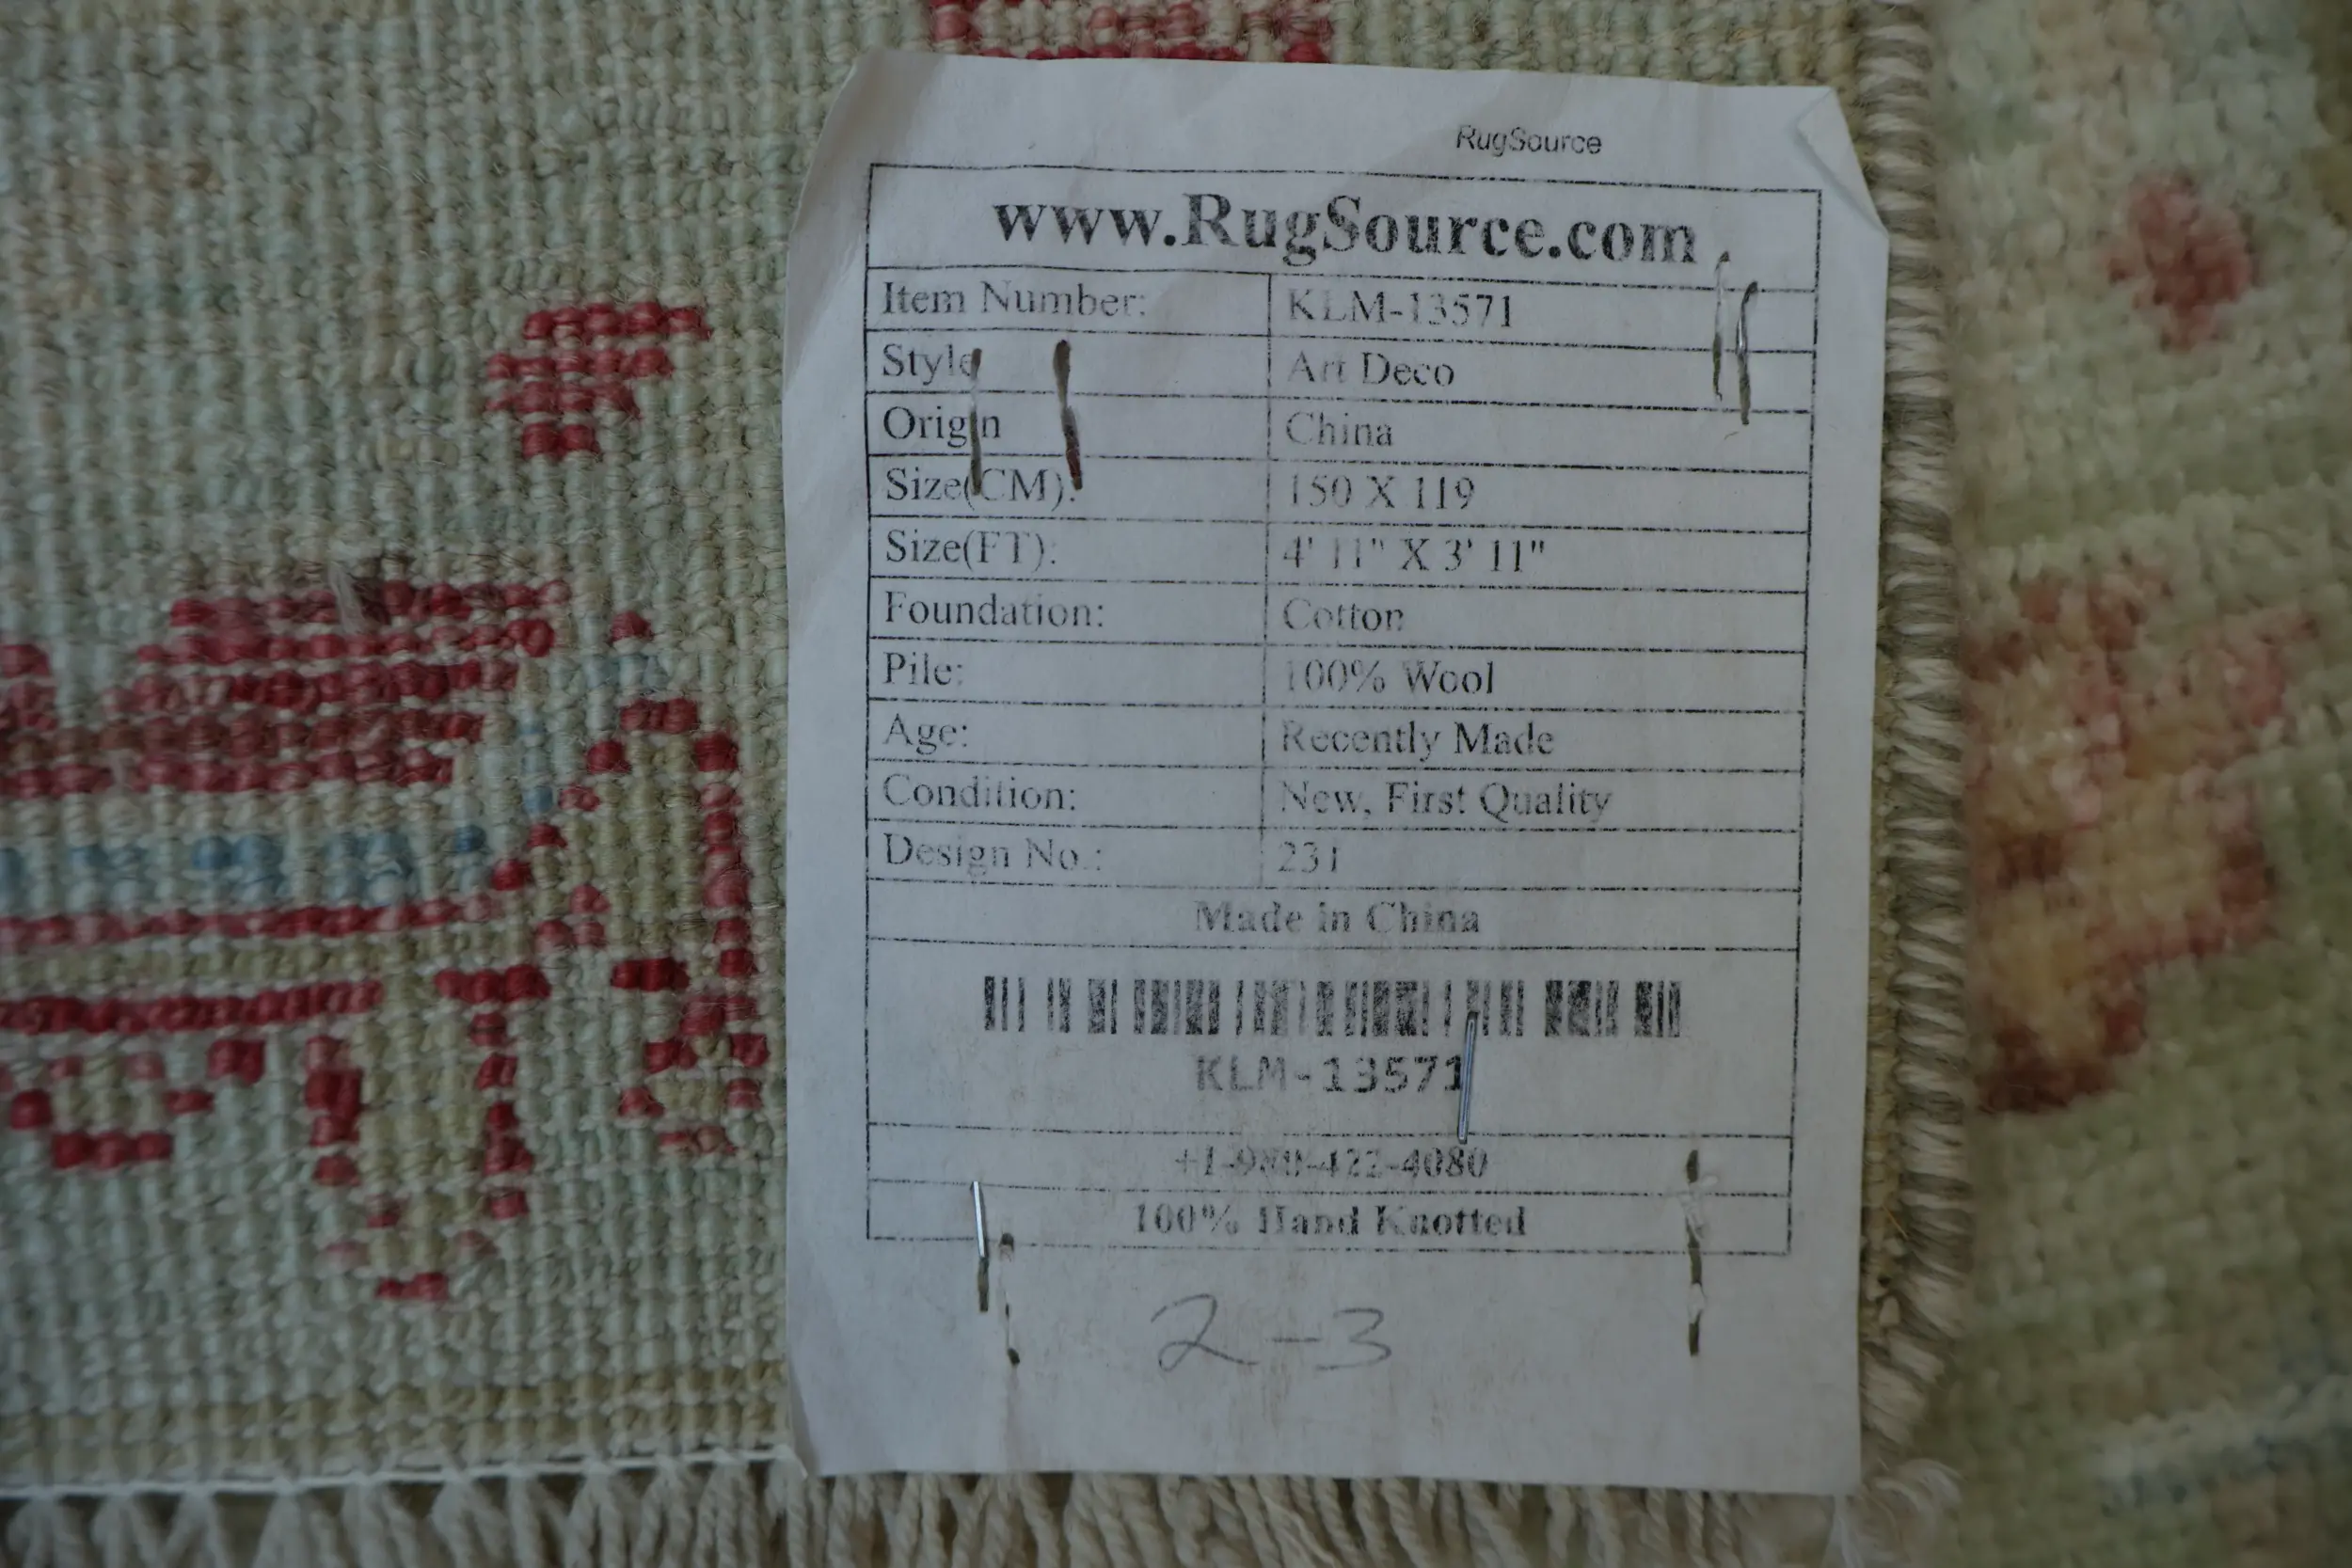 RugSource
www.RugSource.com
Item Number: KLM-13571
Style Art Deco
Origin China
Size(CM): 150 X 119
Size(FT): 4' 11" X 3' 11"
Foundation: Cotton
Pile: 100% Wool
Age: Recently Made
Condition: New, First Quality
Design No.: 231
Made in China
KLM-13571
100% Hand Knotted
2-3